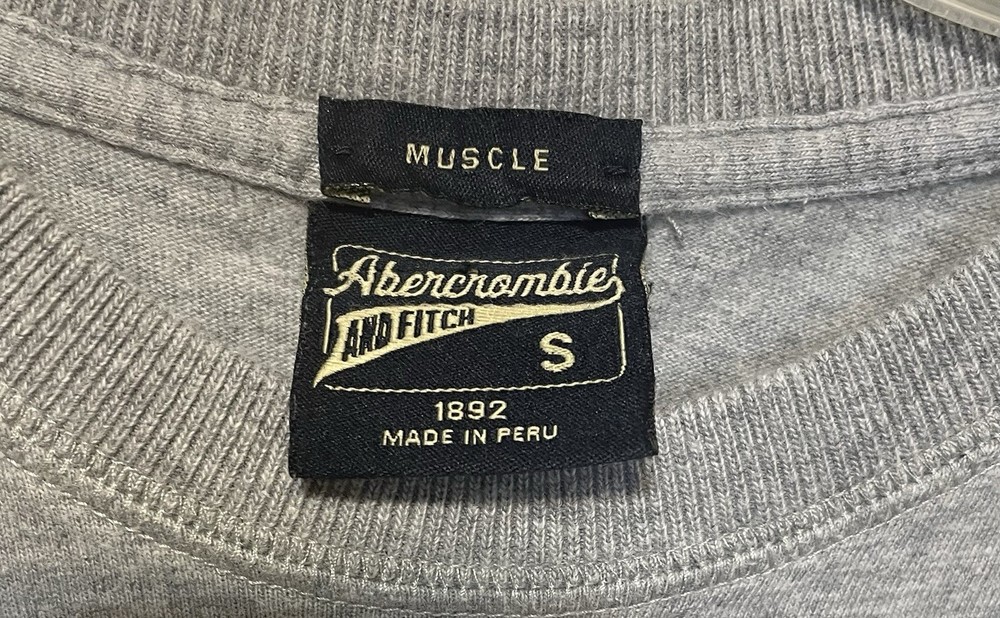 MUSCLE
Abercrombie
AND FITCH
S
1892
MADE IN PERU